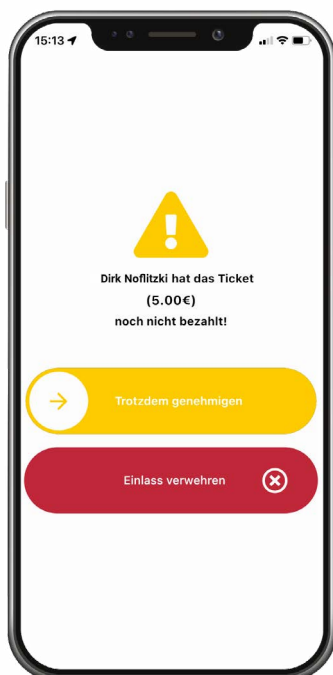 15:13
Dirk Noflitzki hat das Ticket
(5.00€)
noch nicht bezahlt!
Trotzdem genehmigen
Einlass verwehren